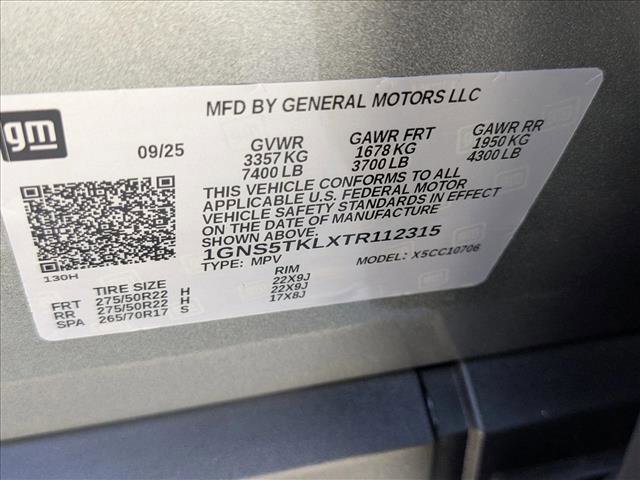 gm
MFD BY GENERAL MOTORS LLC
09/25 GVWR GAWR FRT GAWR RR
3357 KG 1678 KG 1950 KG
7400 LB 3700 LB 4300 LB
THIS VEHICLE CONFORMS TO ALL
APPLICABLE U.S. FEDERAL MOTOR
VEHICLE SAFETY STANDARDS IN EFFECT
ON THE DATE OF MANUFACTURE
SHOWN ABOVE.
1GNS5TKLXTR112315
TYPE: MPV MODEL: X5CC10706
130H
TIRE SIZE RIM
FRT 275/50R22 H 22X9J
RR 275/50R22 H 22X9J
SPA 265/70R17 S 17X8J